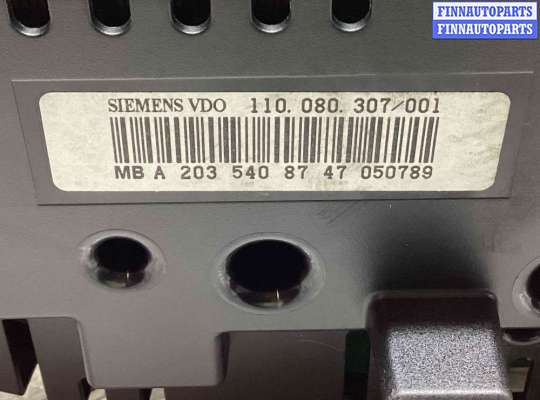 FINNAUTOPARTS
FINNAUTOPARTS
SIEMENS VDO 110.080.307/001
MB A 203 540 87 47 050789